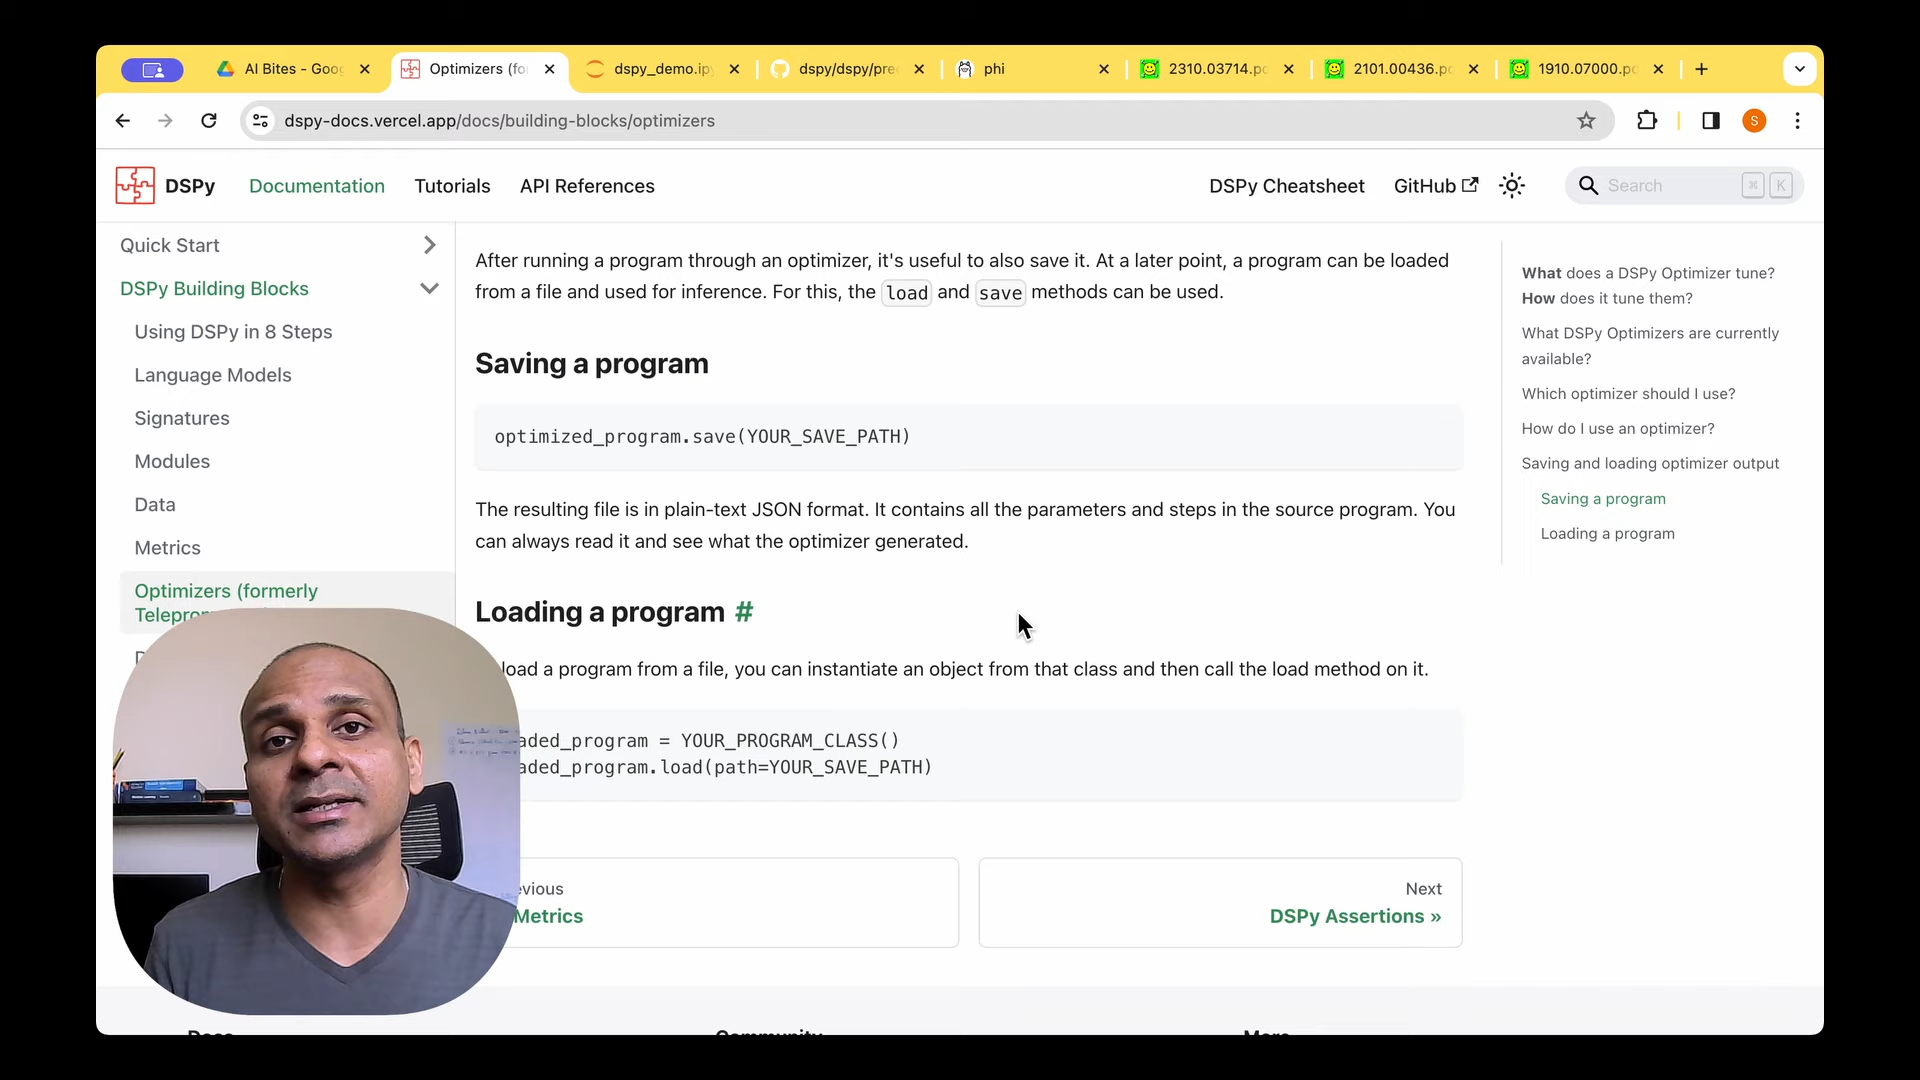 AI Bites - Goo
Optimizers (fo
dspy_demo.ip
dspy/dspy/pre
phi
2310.03714.p
2101.00436.p
1910.07000.p
dspy-docs.vercel.app/docs/building-blocks/optimizers
S
DSPy
Documentation
Tutorials
API References
DSPy Cheatsheet
GitHub
Search
⌘ K
Quick Start
DSPy Building Blocks
Using DSPy in 8 Steps
Language Models
Signatures
Modules
Data
Metrics
Optimizers (formerly
Telepro
After running a program through an optimizer, it's useful to also save it. At a later point, a program can be loaded
from a file and used for inference. For this, the load and save methods can be used.
Saving a program
optimized_program.save(YOUR_SAVE_PATH)
The resulting file is in plain-text JSON format. It contains all the parameters and steps in the source program. You
can always read it and see what the optimizer generated.
Loading a program #
load a program from a file, you can instantiate an object from that class and then call the load method on it.
aded_program = YOUR_PROGRAM_CLASS()
aded_program.load(path=YOUR_SAVE_PATH)
evious
Metrics
Next
DSPy Assertions »
What does a DSPy Optimizer tune?
How does it tune them?
What DSPy Optimizers are currently
available?
Which optimizer should I use?
How do I use an optimizer?
Saving and loading optimizer output
Saving a program
Loading a program
Docs
Community
More